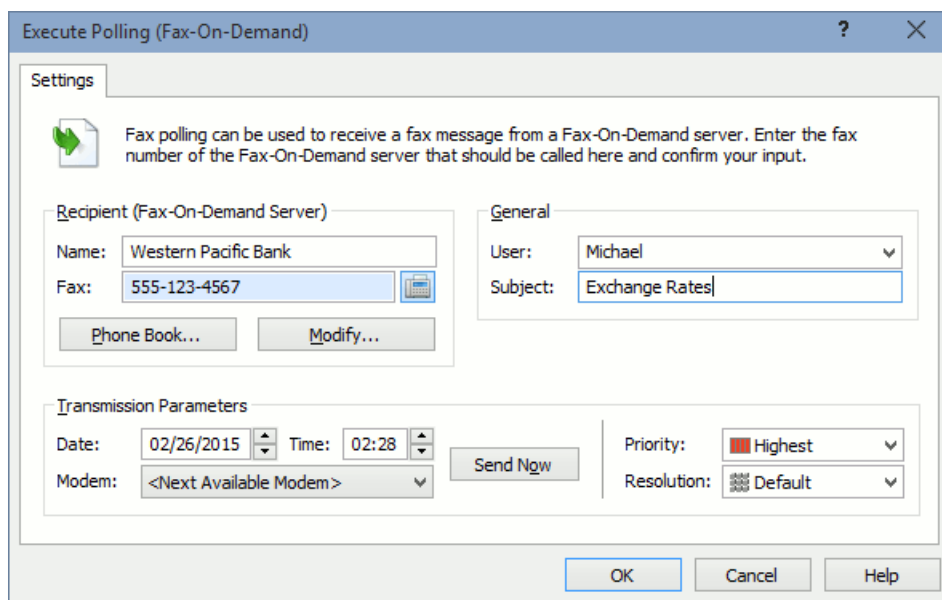 Execute Polling (Fax-On-Demand) ?
Settings
Fax polling can be used to receive a fax message from a Fax-On-Demand server. Enter the fax
number of the Fax-On-Demand server that should be called here and confirm your input.
Recipient (Fax-On-Demand Server)
Name: Western Pacific Bank
Fax: 555-123-4567
Phone Book... Modify...
General
User: Michael
Subject: Exchange Rates
Transmission Parameters
Date: 02/26/2015 Time: 02:28
Modem: <Next Available Modem>
Send Now
Priority: Highest
Resolution: Default
OK Cancel Help